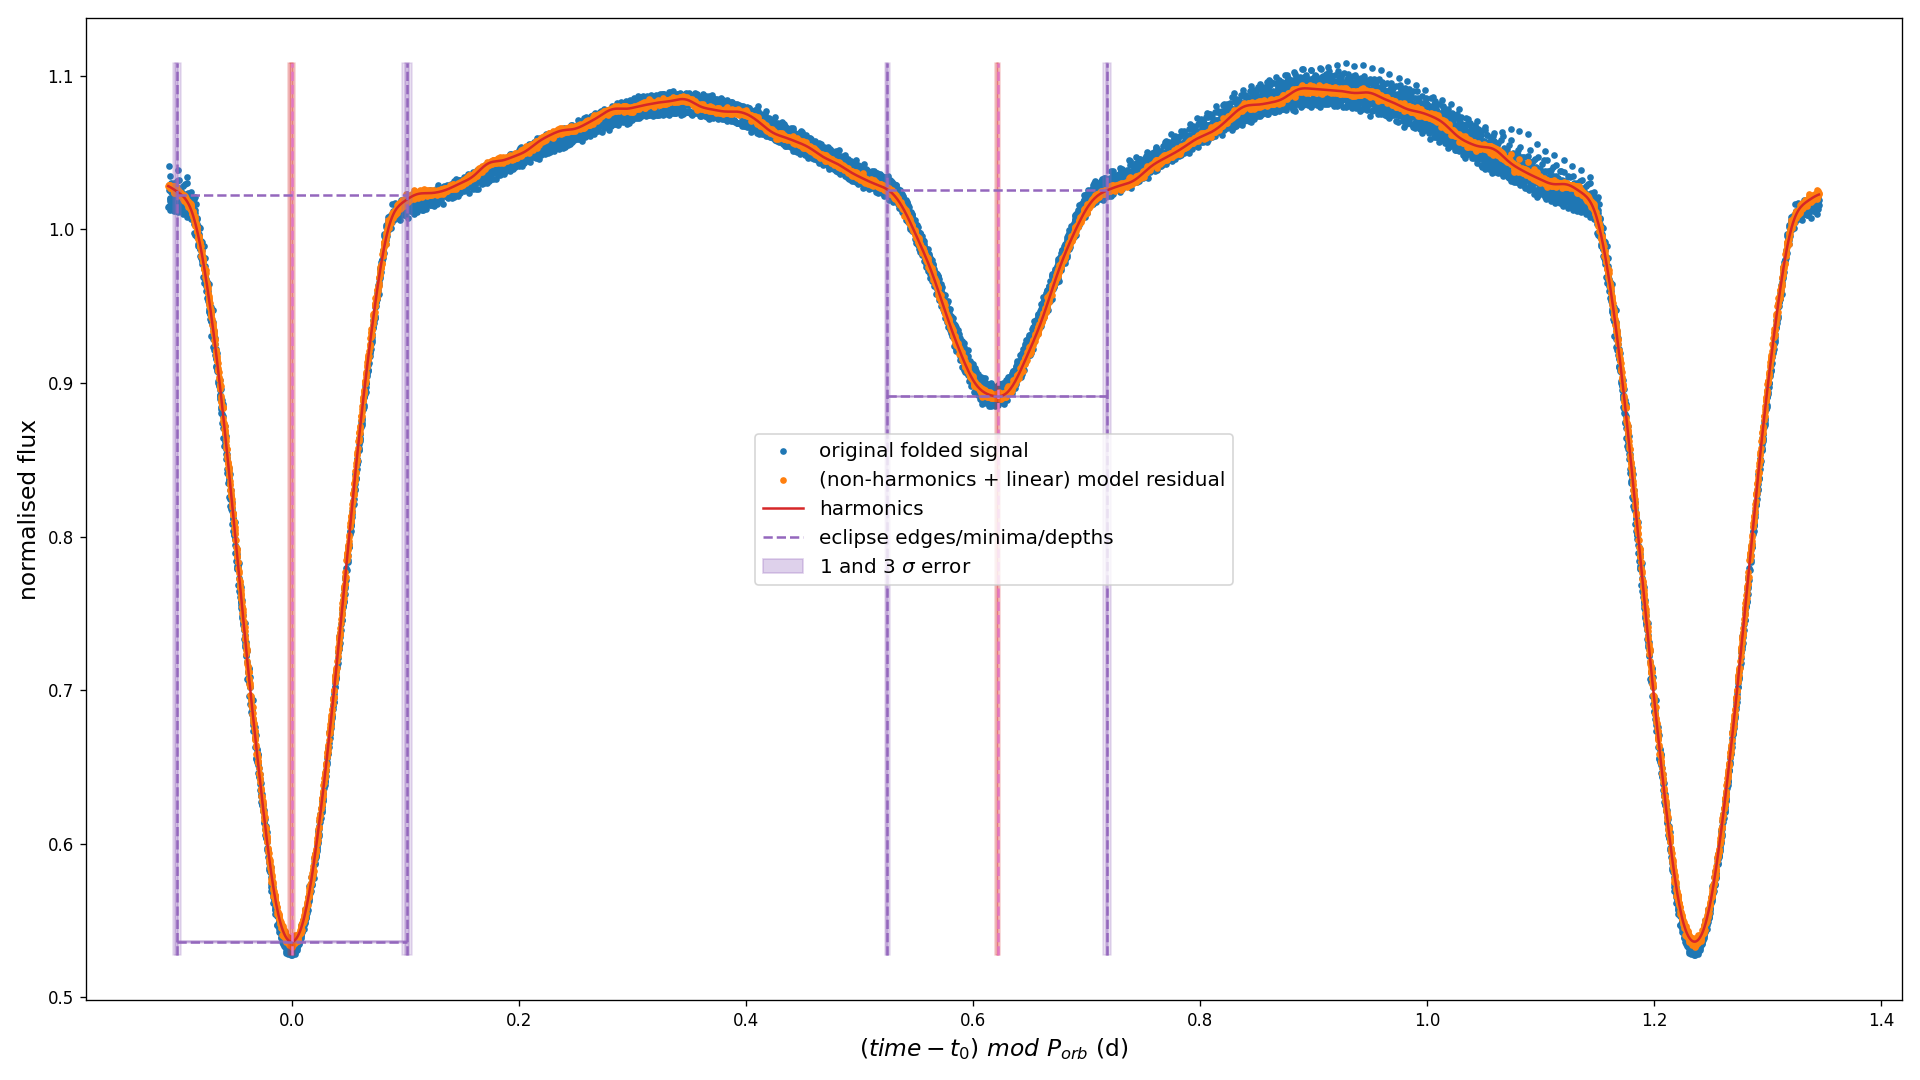 1.1
1.0
0.9
0.8
0.7
0.6
0.5
normalised flux
original folded signal
(non-harmonics + linear) model residual
harmonics
eclipse edges/minima/depths
1 and 3 σ error
0.0 0.2 0.4 0.6 0.8 1.0 1.2 1.4
(time − t₀) mod Pₒᵣb (d)